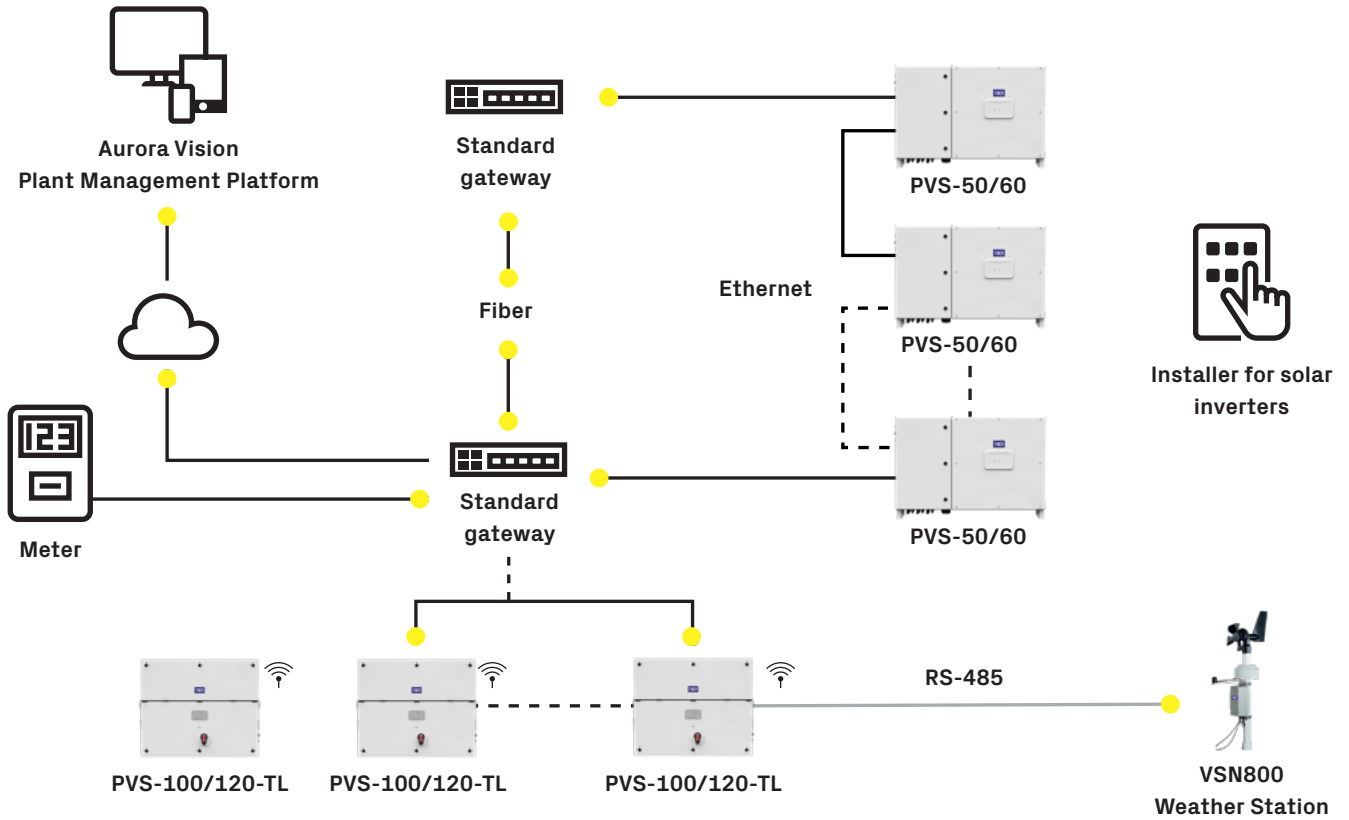 Aurora Vision
Plant Management Platform
Standard
gateway
PVS-50/60
Fiber
Ethernet
PVS-50/60
Installer for solar
inverters
123
Meter
Standard
gateway
PVS-50/60
RS-485
PVS-100/120-TL
PVS-100/120-TL
PVS-100/120-TL
VSN800
Weather Station